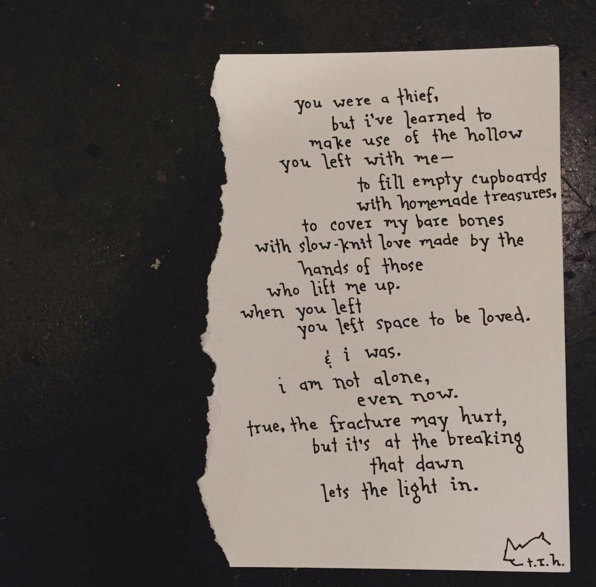 you were a thief,
but i've learned to
make use of the hollow
you left with me—
to fill empty cupboards
with homemade treasures,
to cover my bare bones
with slow-knit love made by the
hands of those
who lift me up.
when you left
you left space to be loved.
& i was.
i am not alone,
even now.
true, the fracture may hurt,
but it's at the breaking
that dawn
lets the light in.
t.r.h.